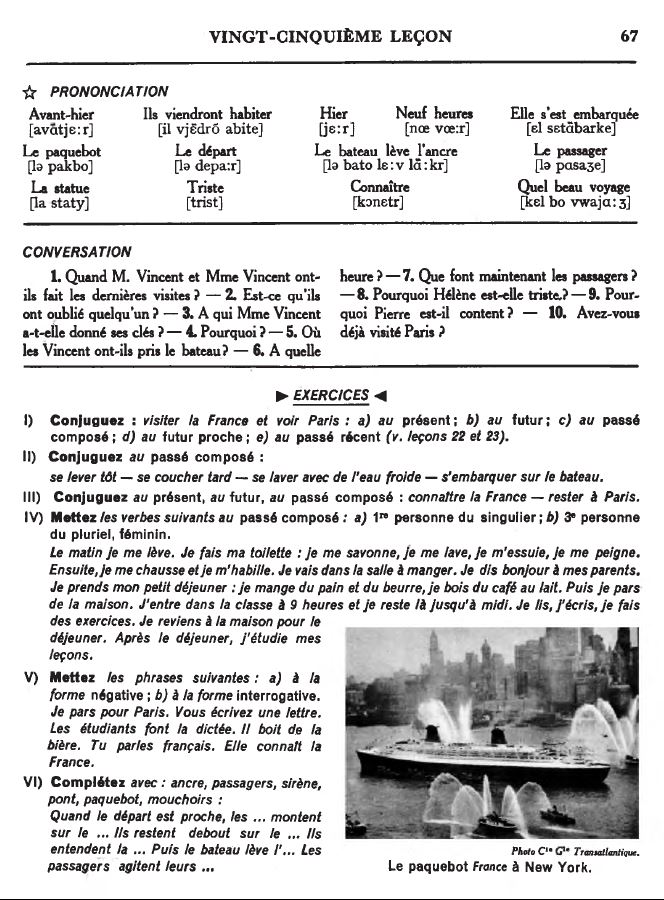 VINGT-CINQUIÈME LEÇON 67
☆ PRONONCIATION
Avant-hier Ils viendront habiter Hier Neuf heures Elle s'est embarquée
[avɑ̃tjɛ:r] [il vjɛ̃drɔ̃ abite] [jɛ:r] [nœ vœ:r] [ɛl sɛtɑ̃barke]
Le paquebot Le départ Le bateau lève l'ancre Le passager
[lə pakbo] [lə depa:r] [lə bato lɛ:v lɑ̃:kr] [lə pɑsaʒe]
La statue Triste Connaître Quel beau voyage
[la staty] [trist] [kɔnɛtr] [kɛl bo vwaja:ʒ]
CONVERSATION
1. Quand M. Vincent et Mme Vincent ont-
ils fait les dernières visites ? — 2. Est-ce qu'ils
ont oublié quelqu'un ? — 3. A qui Mme Vincent
a-t-elle donné ses clés ? — 4. Pourquoi ? — 5. Où
les Vincent ont-ils pris le bateau? — 6. A quelle
heure ? — 7. Que font maintenant les passagers ?
— 8. Pourquoi Hélène est-elle triste.? — 9. Pour-
quoi Pierre est-il content ? — 10. Avez-vous
déjà visité Paris ?
► EXERCICES ◄
I) Conjuguez : visiter la France et voir Paris : a) au présent ; b) au futur ; c) au passé
composé ; d) au futur proche ; e) au passé récent (v. leçons 22 et 23).
II) Conjuguez au passé composé :
se lever tôt — se coucher tard — se laver avec de l'eau froide — s'embarquer sur le bateau.
III) Conjuguez au présent, au futur, au passé composé : connaître la France — rester à Paris.
IV) Mettez les verbes suivants au passé composé : a) 1re personne du singulier ; b) 3e personne
du pluriel, féminin.
Le matin je me lève. Je fais ma toilette : je me savonne, je me lave, je m'essuie, je me peigne.
Ensuite, je me chausse et je m'habille. Je vais dans la salle à manger. Je dis bonjour à mes parents.
Je prends mon petit déjeuner : je mange du pain et du beurre, je bois du café au lait. Puis je pars
de la maison. J'entre dans la classe à 9 heures et je reste là jusqu'à midi. Je lis, j'écris, je fais
des exercices. Je reviens à la maison pour le
déjeuner. Après le déjeuner, j'étudie mes
leçons.
V) Mettez les phrases suivantes : a) à la
forme négative ; b) à la forme interrogative.
Je pars pour Paris. Vous écrivez une lettre.
Les étudiants font la dictée. Il boit de la
bière. Tu parles français. Elle connaît la
France.
VI) Complétez avec : ancre, passagers, sirène,
pont, paquebot, mouchoirs :
Quand le départ est proche, les ... montent
sur le ... Ils restent debout sur le ... Ils
entendent la ... Puis le bateau lève l'... Les
passagers agitent leurs ...
Photo Cie Gle Transatlantique.
Le paquebot France à New York.